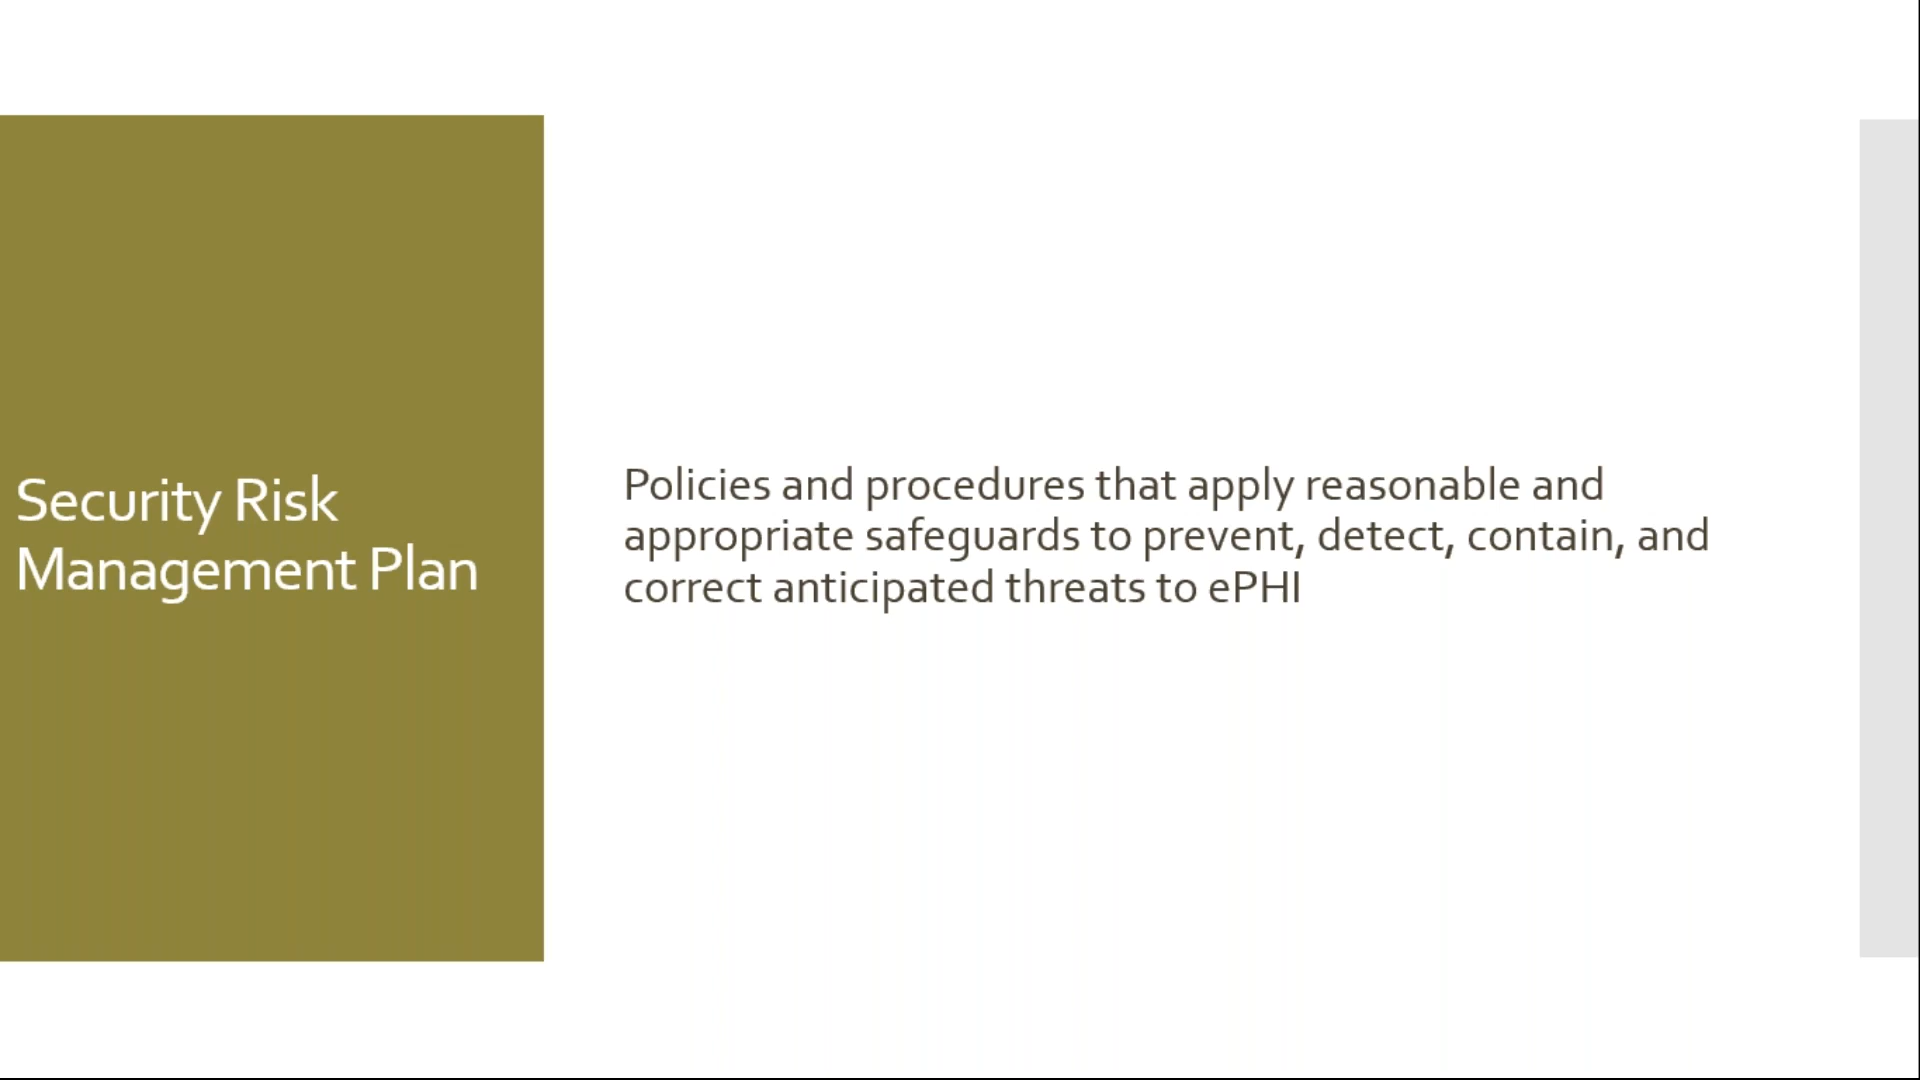 Security Risk
Management Plan
Policies and procedures that apply reasonable and
appropriate safeguards to prevent, detect, contain, and
correct anticipated threats to ePHI